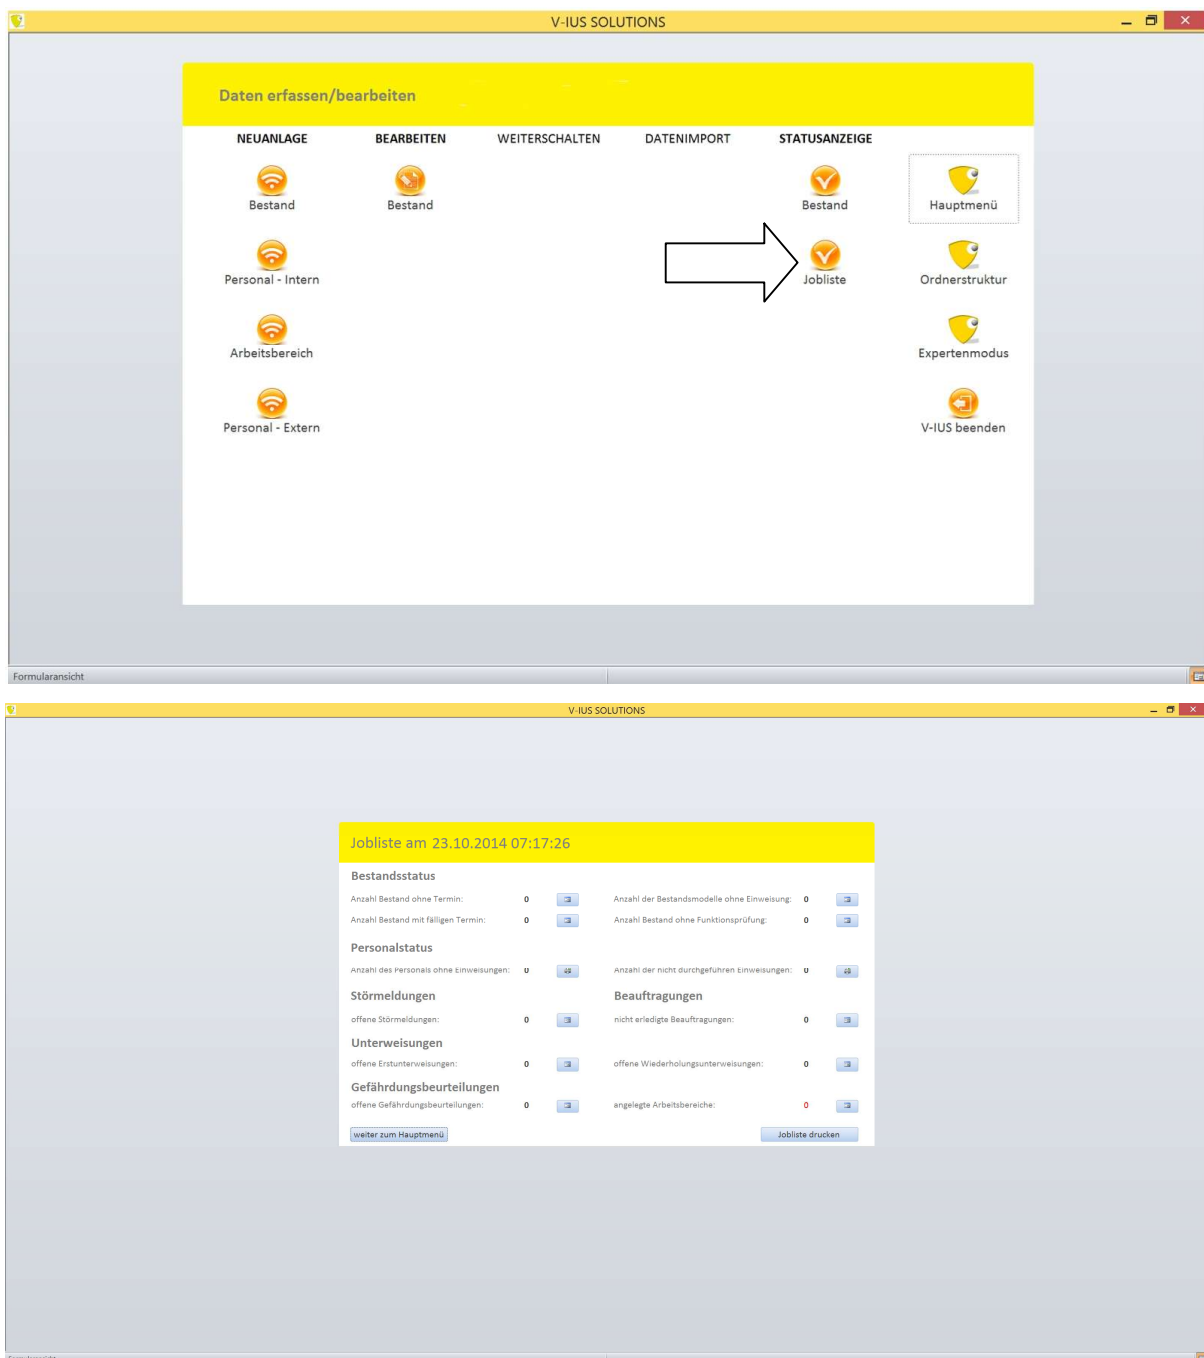 V-IUS SOLUTIONS
Daten erfassen/bearbeiten
NEUANLAGE BEARBEITEN WEITERSCHALTEN DATENIMPORT STATUSANZEIGE
Bestand Bestand Bestand Hauptmenü
Personal - Intern Jobliste Ordnerstruktur
Arbeitsbereich Expertenmodus
Personal - Extern V-IUS beenden
Formularansicht
V-IUS SOLUTIONS
Jobliste am 23.10.2014 07:17:26
Bestandsstatus
Anzahl Bestand ohne Termin: 0 Anzahl der Bestandsmodelle ohne Einweisung: 0
Anzahl Bestand mit fälligen Termin: 0 Anzahl Bestand ohne Funktionsprüfung: 0
Personalstatus
Anzahl des Personals ohne Einweisungen: 0 Anzahl der nicht durchgeführen Einweisungen: 0
Störmeldungen Beauftragungen
offene Störmeldungen: 0 nicht erledigte Beauftragungen: 0
Unterweisungen
offene Erstunterweisungen: 0 offene Wiederholungsunterweisungen: 0
Gefährdungsbeurteilungen
offene Gefährdungsbeurteilungen: 0 angelegte Arbeitsbereiche: 0
weiter zum Hauptmenü Jobliste drucken